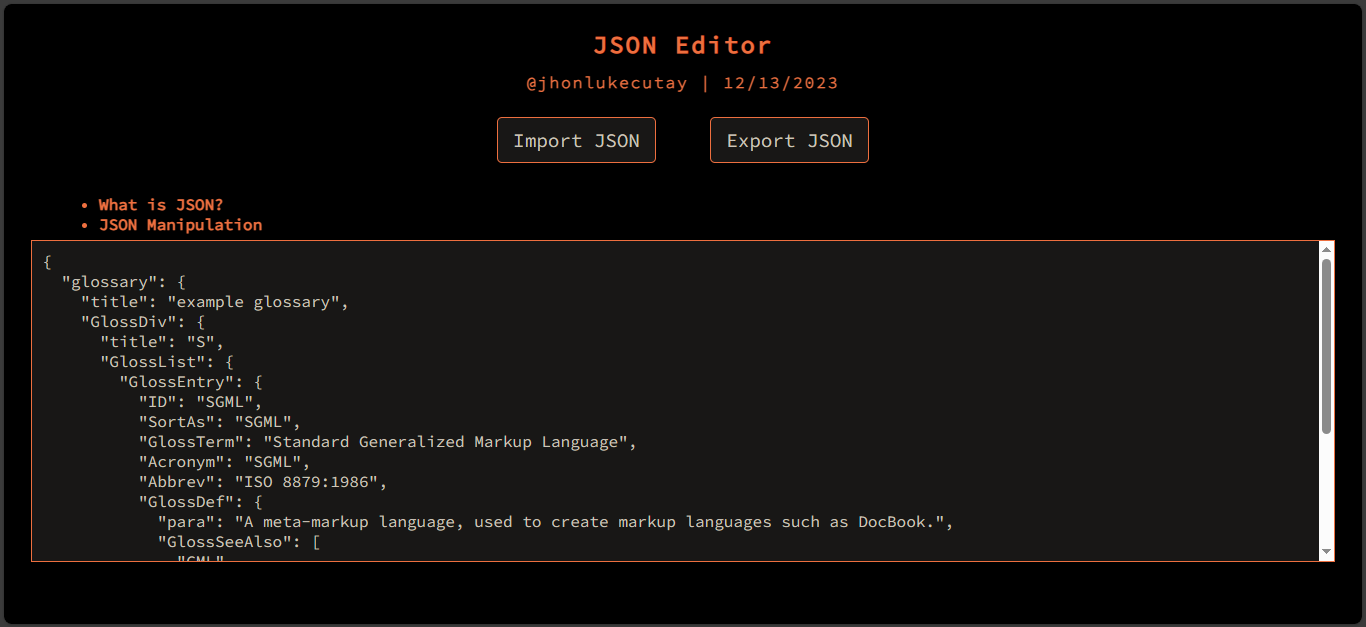 JSON Editor
@jhonlukecutay | 12/13/2023
Import JSON
Export JSON
• What is JSON?
• JSON Manipulation
{
  "glossary": {
    "title": "example glossary",
    "GlossDiv": {
      "title": "S",
      "GlossList": {
        "GlossEntry": {
          "ID": "SGML",
          "SortAs": "SGML",
          "GlossTerm": "Standard Generalized Markup Language",
          "Acronym": "SGML",
          "Abbrev": "ISO 8879:1986",
          "GlossDef": {
            "para": "A meta-markup language, used to create markup languages such as DocBook.",
            "GlossSeeAlso": [
              "GML"